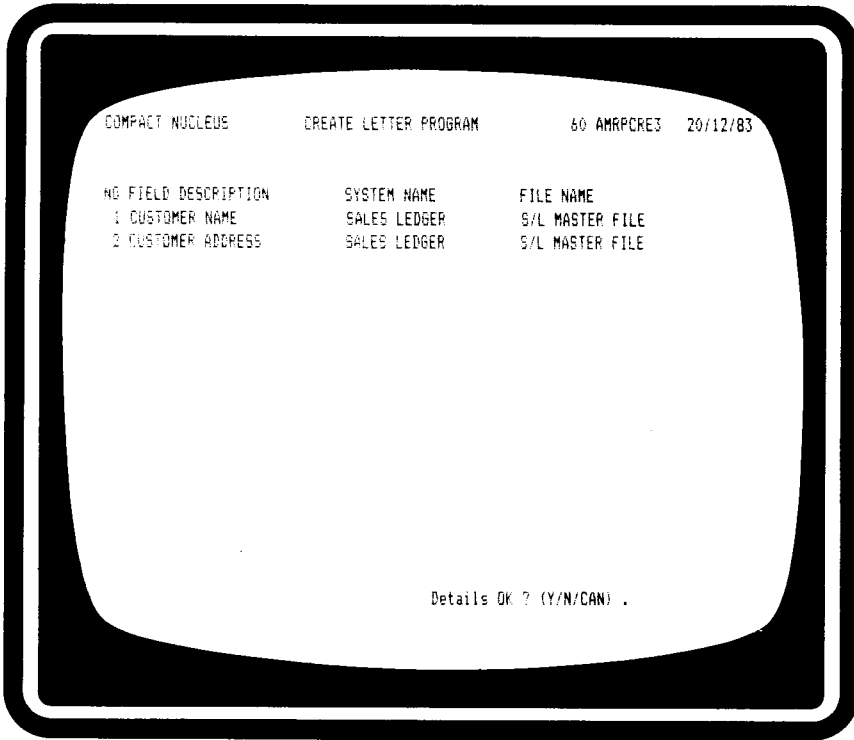 COMPACT NUCLEUS CREATE LETTER PROGRAM 60 AMRPCRE3 20/12/83
NO FIELD DESCRIPTION SYSTEM NAME FILE NAME
1 CUSTOMER NAME SALES LEDGER S/L MASTER FILE
2 CUSTOMER ADDRESS SALES LEDGER S/L MASTER FILE
Details OK ? (Y/N/CAN) .